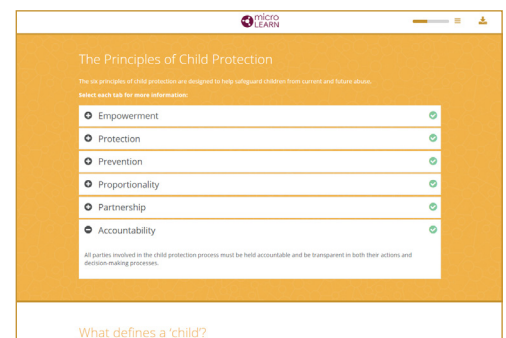 micro
LEARN
The Principles of Child Protection
The six principles of child protection are designed to help safeguard children from current and future abuse.
Select each tab for more information:
Empowerment
Protection
Prevention
Proportionality
Partnership
Accountability
All parties involved in the child protection process must be held accountable and be transparent in both their actions and
decision-making processes.
What defines a 'child'?